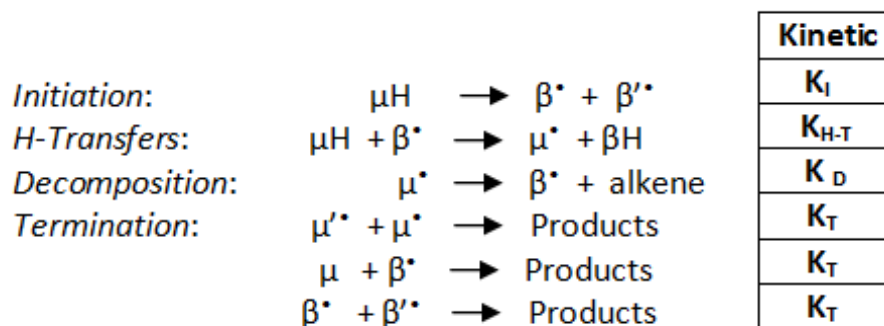 Kinetic
Initiation: μH → β• + β'• K_I
H-Transfers: μH + β• → μ• + βH K_H-T
Decomposition: μ• → β• + alkene K_D
Termination: μ'• + μ• → Products K_T
μ + β• → Products K_T
β• + β'• → Products K_T